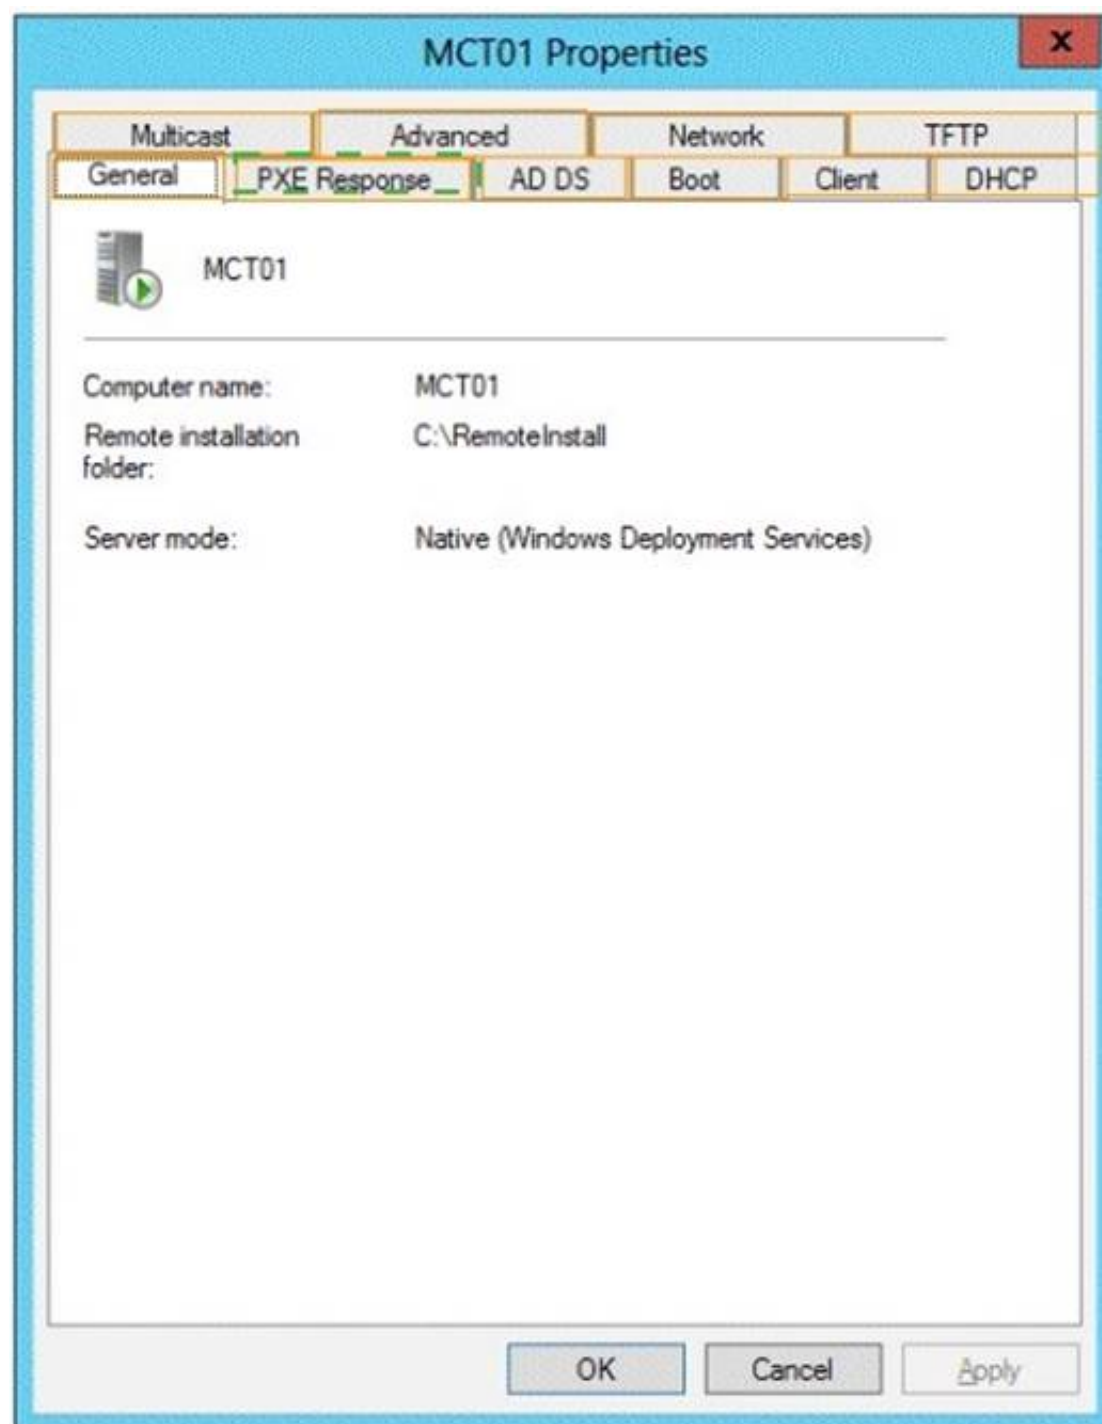 MCT01 Properties
x
Multicast Advanced Network TFTP
General PXE Response AD DS Boot Client DHCP
MCT01
Computer name: MCT01
Remote installation folder: C:\RemoteInstall
Server mode: Native (Windows Deployment Services)
OK Cancel Apply